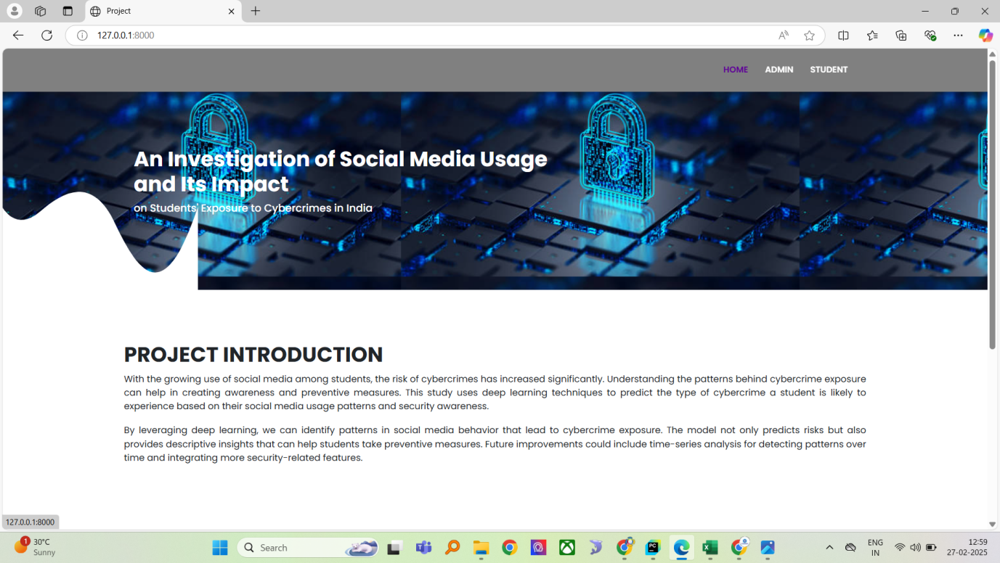 Project
127.0.0.1:8000
HOME ADMIN STUDENT
An Investigation of Social Media Usage
and Its Impact
on Students' Exposure to Cybercrimes in India
PROJECT INTRODUCTION
With the growing use of social media among students, the risk of cybercrimes has increased significantly. Understanding the patterns behind cybercrime exposure
can help in creating awareness and preventive measures. This study uses deep learning techniques to predict the type of cybercrime a student is likely to
experience based on their social media usage patterns and security awareness.
By leveraging deep learning, we can identify patterns in social media behavior that lead to cybercrime exposure. The model not only predicts risks but also
provides descriptive insights that can help students take preventive measures. Future improvements could include time-series analysis for detecting patterns over
time and integrating more security-related features.
127.0.0.1:8000
1
30°C
Sunny
Search
PC
ENG
IN
12:59
27-02-2025